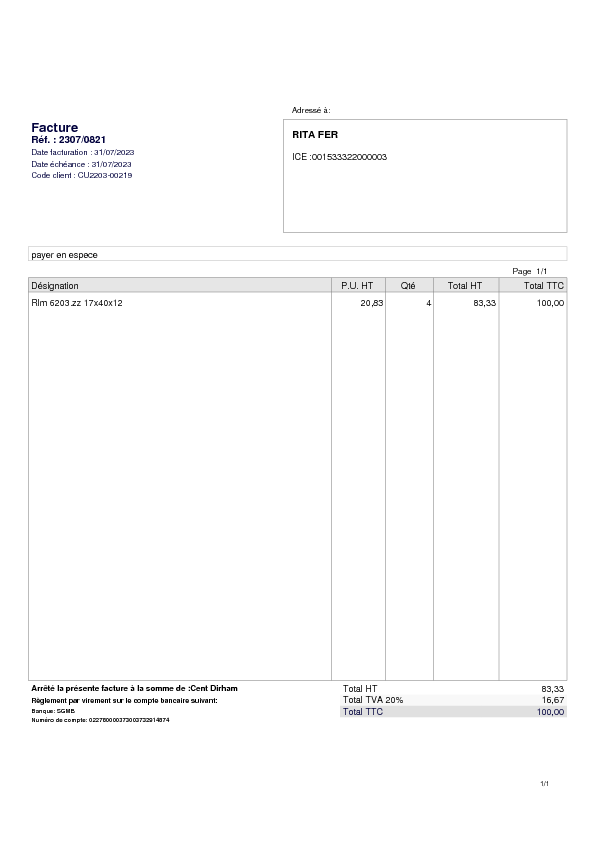 Adressé à:
Facture
Réf. : 2307/0821
Date facturation : 31/07/2023
Date échéance : 31/07/2023
Code client : CU2203-00219
RITA FER
ICE :001533322000003
payer en espece
Page 1/1
Désignation P.U. HT Qté Total HT Total TTC
Rlm 6203.zz 17x40x12 20,83 4 83,33 100,00
Arrêté la présente facture à la somme de :Cent Dirham
Total HT 83,33
Règlement par virement sur le compte bancaire suivant:
Total TVA 20% 16,67
Banque: SGMB
Total TTC 100,00
Numéro de compte:
1/1